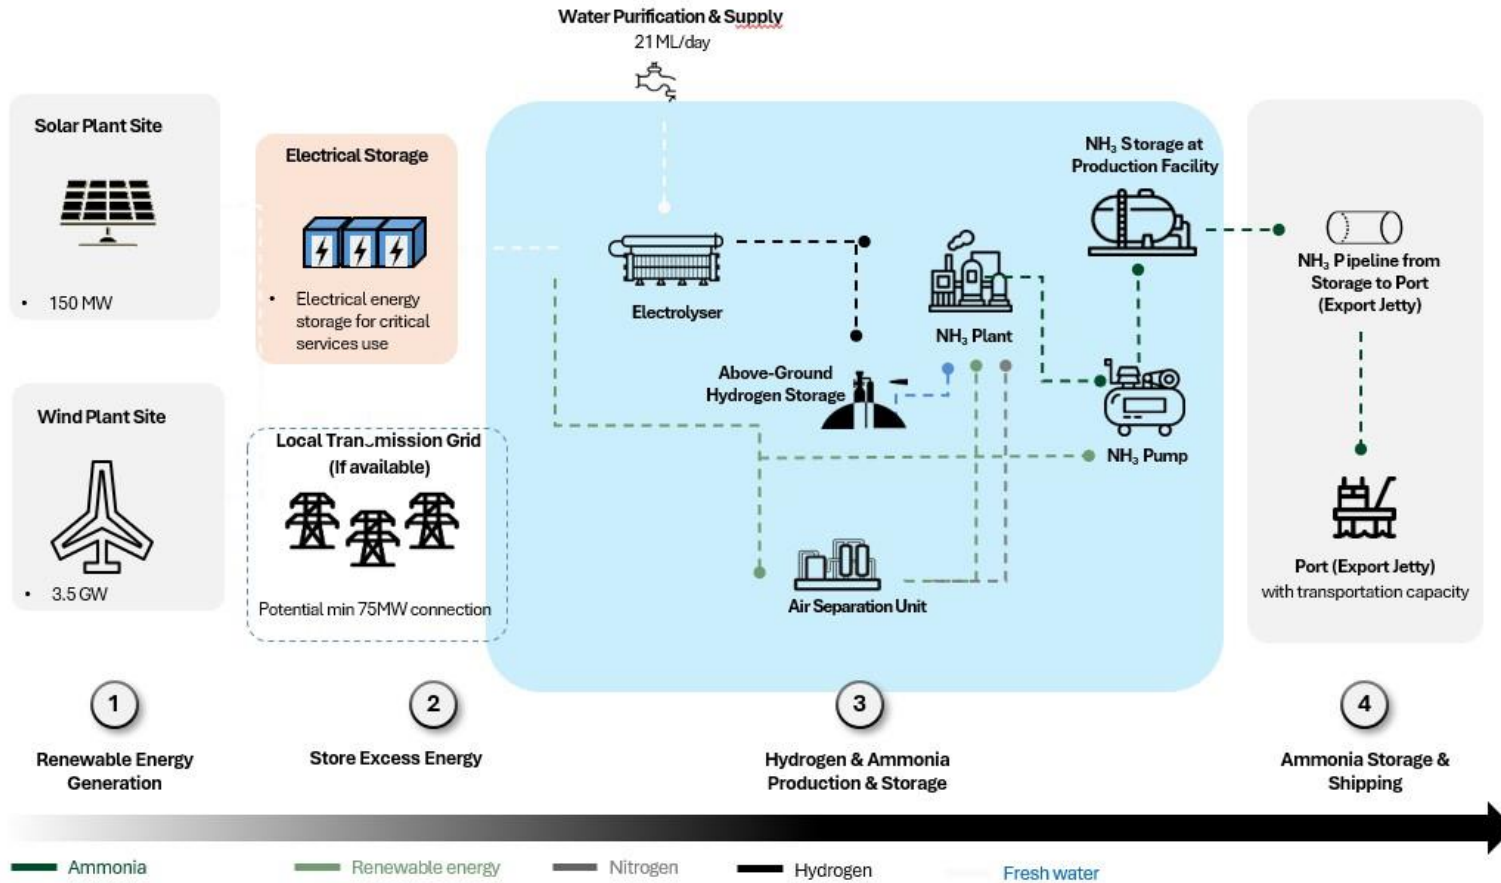 Water Purification & Supply
21 ML/day
Solar Plant Site
• 150 MW
Wind Plant Site
• 3.5 GW
Electrical Storage
• Electrical energy
storage for critical
services use
Local Transmission Grid
(If available)
Potential min 75MW connection
Electrolyser
Above-Ground
Hydrogen Storage
NH₃ Plant
NH₃ Storage at
Production Facility
NH₃ Pump
Air Separation Unit
NH₃ Pipeline from
Storage to Port
(Export Jetty)
Port (Export Jetty)
with transportation capacity
1
2
3
4
Renewable Energy
Generation
Store Excess Energy
Hydrogen & Ammonia
Production & Storage
Ammonia Storage &
Shipping
Ammonia
Renewable energy
Nitrogen
Hydrogen
Fresh water